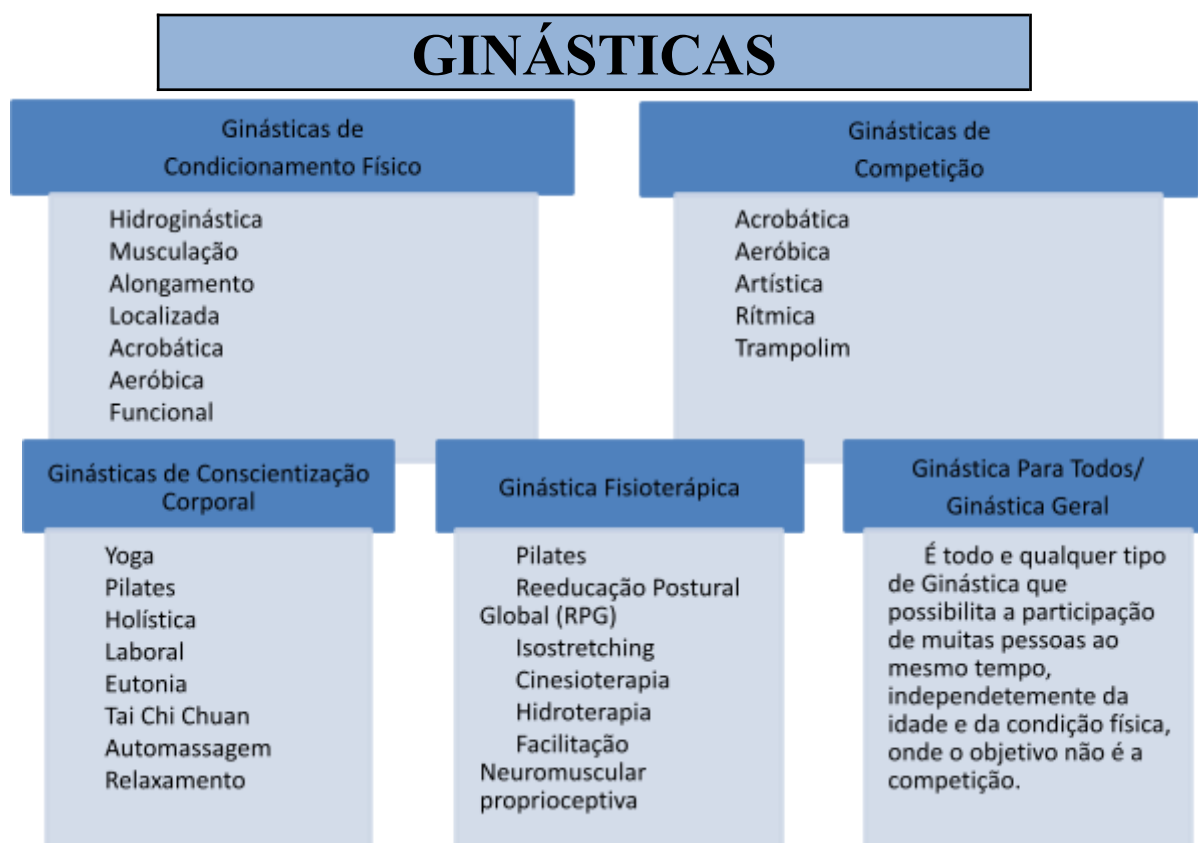 GINÁSTICAS
Ginásticas de
Condicionamento Físico
Hidroginástica
Musculação
Alongamento
Localizada
Acrobática
Aeróbica
Funcional
Ginásticas de
Competição
Acrobática
Aeróbica
Artística
Rítmica
Trampolim
Ginásticas de Conscientização
Corporal
Yoga
Pilates
Holística
Laboral
Eutonia
Tai Chi Chuan
Automassagem
Relaxamento
Ginástica Fisioterápica
Pilates
Reeducação Postural
Global (RPG)
Isostretching
Cinesioterapia
Hidroterapia
Facilitação
Neuromuscular
proprioceptiva
Ginástica Para Todos/
Ginástica Geral
É todo e qualquer tipo
de Ginástica que
possibilita a participação
de muitas pessoas ao
mesmo tempo,
independetemente da
idade e da condição física,
onde o objetivo não é a
competição.